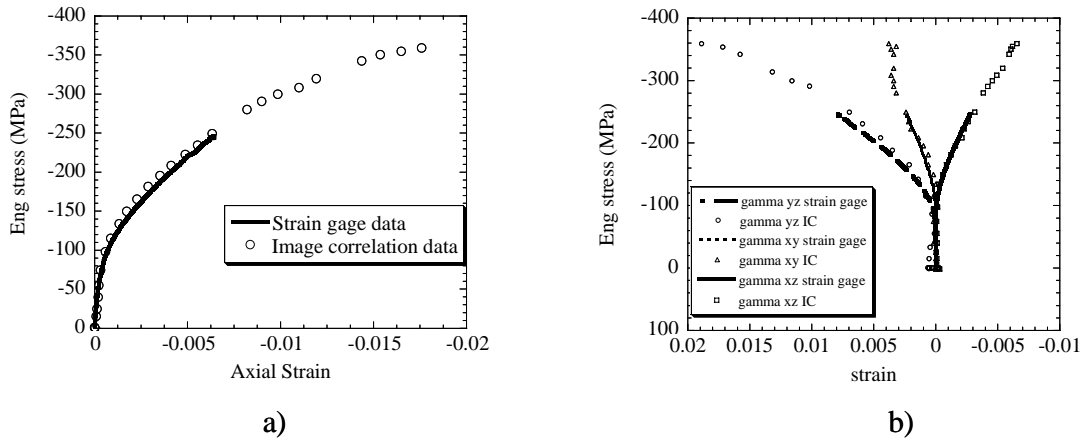 -400
-350
-300
-250
-200
-150
-100
-50
0
Eng stress (MPa)
Strain gage data
Image correlation data
0
-0.005
-0.01
-0.015
-0.02
Axial Strain
a)
-400
-300
-200
-100
0
100
Eng stress (MPa)
gamma yz strain gage
gamma yz IC
gamma xy strain gage
gamma xy IC
gamma xz strain gage
gamma xz IC
0.02
0.015
0.01
0.005
0
-0.005
-0.01
strain
b)